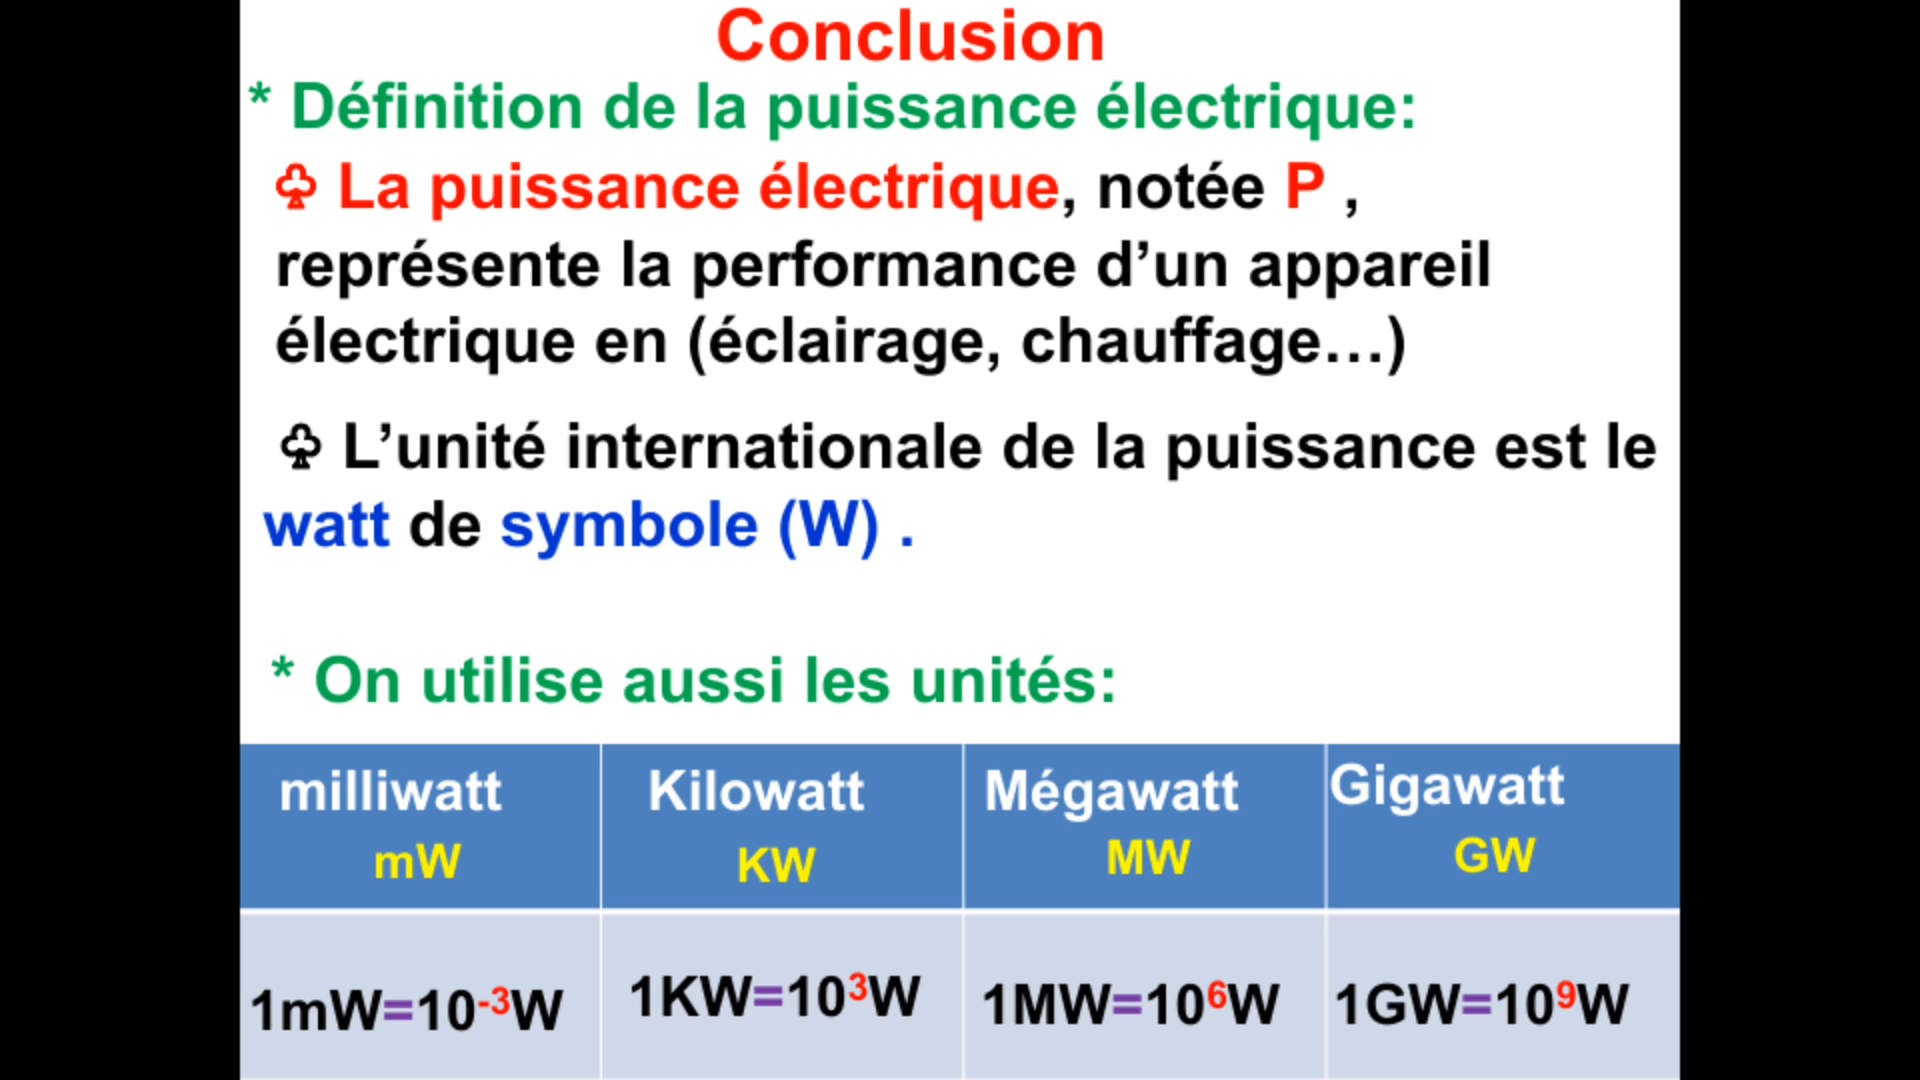 Conclusion
* Définition de la puissance électrique:
♧ La puissance électrique, notée P ,
représente la performance d’un appareil
électrique en (éclairage, chauffage…)
♧ L’unité internationale de la puissance est le
watt de symbole (W) .
* On utilise aussi les unités:
milliwatt Kilowatt Mégawatt Gigawatt
mW KW MW GW
1mW=10⁻³W 1KW=10³W 1MW=10⁶W 1GW=10⁹W